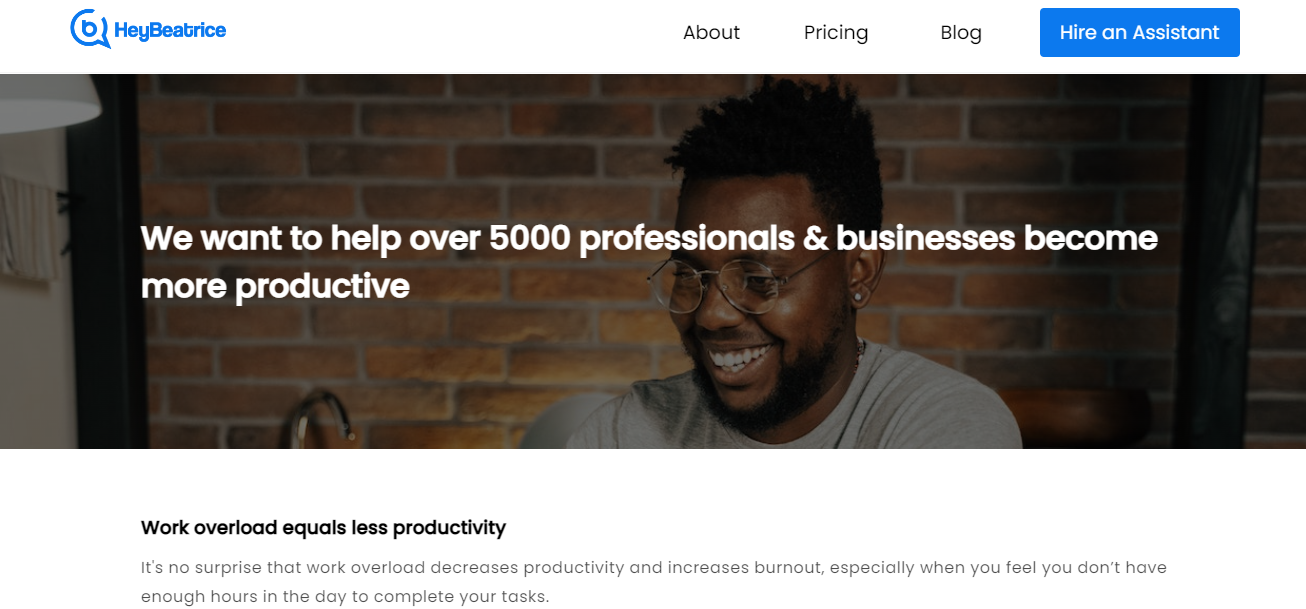 HeyBeatrice
About
Pricing
Blog
Hire an Assistant
We want to help over 5000 professionals & businesses become
more productive
Work overload equals less productivity
It's no surprise that work overload decreases productivity and increases burnout, especially when you feel you don’t have
enough hours in the day to complete your tasks.